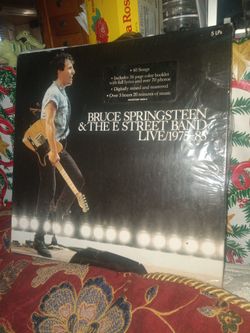 5 LPs
• 40 Songs
• Includes 36 page color booklet
with full lyrics and over 70 photos
• Digitally mixed and mastered
• Over 3 hours 20 minutes of music
BRUCE SPRINGSTEEN
& THE E STREET BAND
LIVE/1975-85